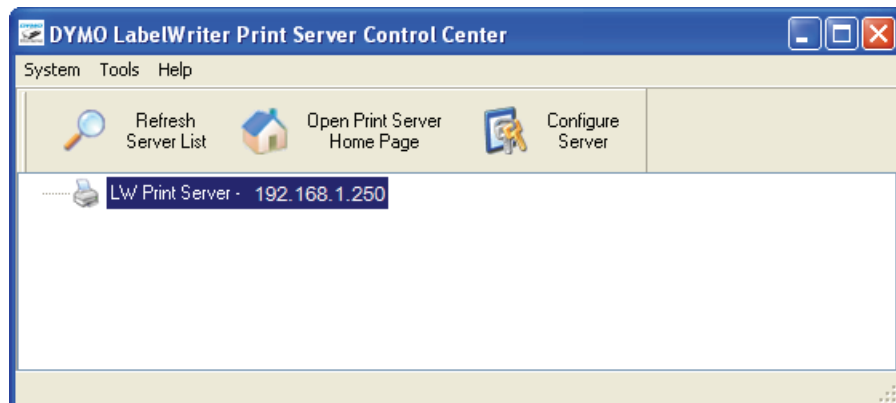 DYMO LabelWriter Print Server Control Center
System Tools Help
Refresh
Server List
Open Print Server
Home Page
Configure
Server
LW Print Server - 192.168.1.250